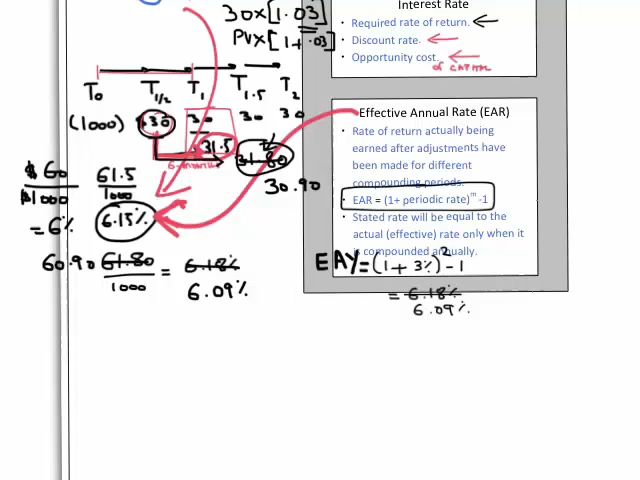 30 x [1.03]
PV x [1 + .03]
T0 T1/2 T1 T1.5 T2
(1000) 30 30 30 30
31.5
6-months
30.90
$60 / $1000 = 6%
61.5 / 1000
6.15%
60.90 61.80 / 1000 = 6.18%
6.09%
Interest Rate
• Required rate of return.
• Discount rate.
• Opportunity cost.
of CAPITAL
Effective Annual Rate (EAR)
• Rate of return actually being
earned after adjustments have
been made for different
compounding periods.
• EAR = (1+ periodic rate)^m -1
• Stated rate will be equal to the
actual (effective) rate only when it
is compounded annually.
EAY = (1 + 3%)^2 - 1
= 6.18%
6.09%